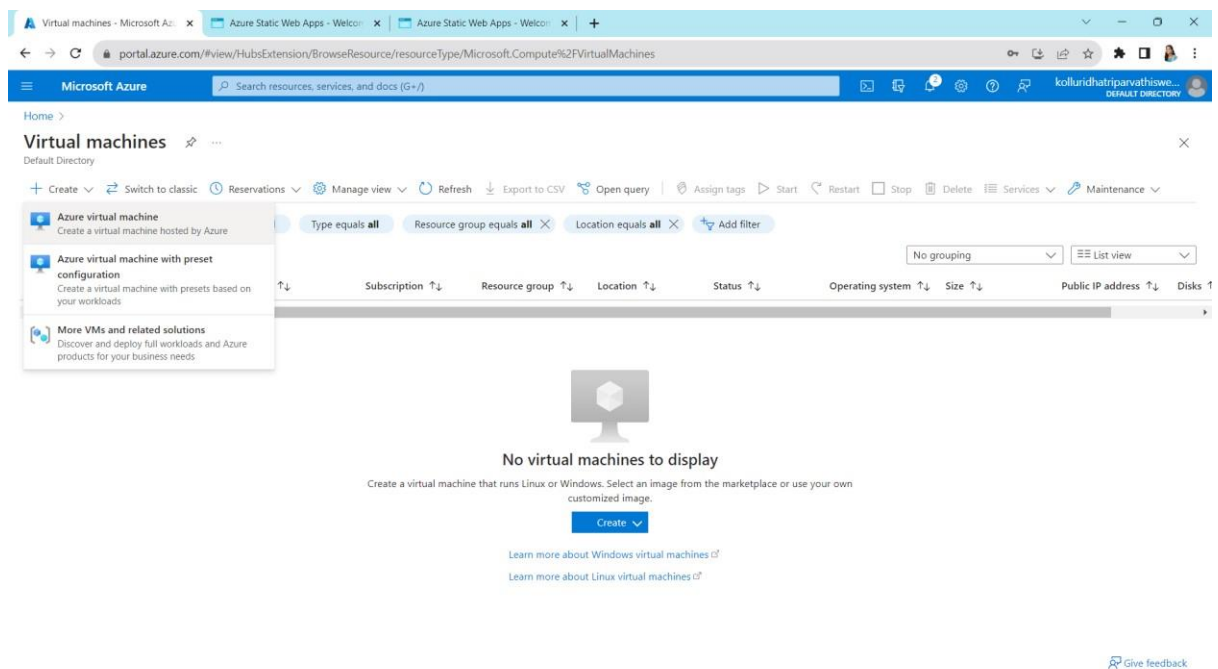 Virtual machines - Microsoft Az
Azure Static Web Apps - Welcom
Azure Static Web Apps - Welcom
portal.azure.com/#view/HubsExtension/BrowseResource/resourceType/Microsoft.Compute%2FVirtualMachines
Microsoft Azure
Search resources, services, and docs (G+/)
2
kolluridhatriparvathiswe...
DEFAULT DIRECTORY
Home >
Virtual machines ...
Default Directory
+ Create Switch to classic Reservations Manage view Refresh Export to CSV Open query Assign tags Start Restart Stop Delete Services Maintenance
Azure virtual machine
Create a virtual machine hosted by Azure
Azure virtual machine with preset
configuration
Create a virtual machine with presets based on
your workloads
More VMs and related solutions
Discover and deploy full workloads and Azure
products for your business needs
Type equals all Resource group equals all Location equals all Add filter
No grouping List view
Subscription Resource group Location Status Operating system Size Public IP address Disks
No virtual machines to display
Create a virtual machine that runs Linux or Windows. Select an image from the marketplace or use your own
customized image.
Create
Learn more about Windows virtual machines
Learn more about Linux virtual machines
Give feedback